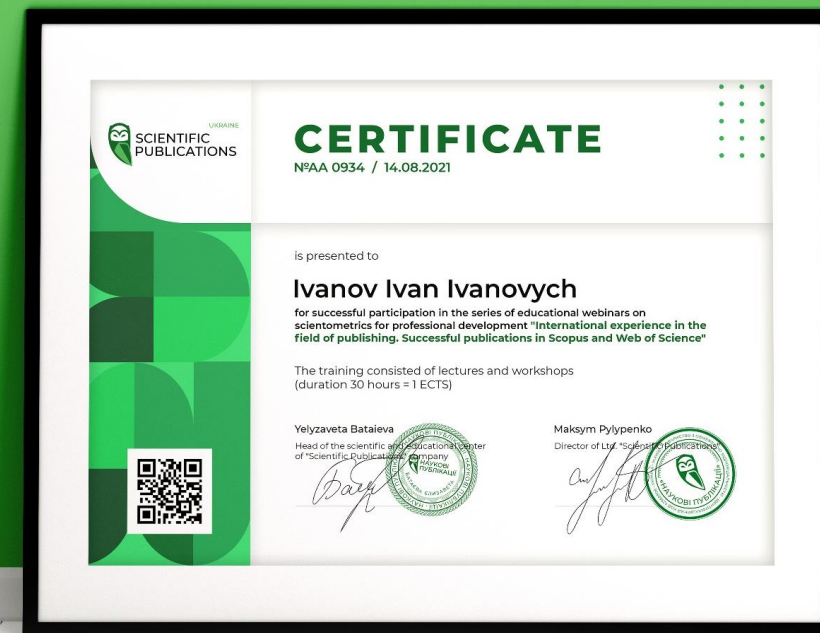 UKRAINE
SCIENTIFIC
PUBLICATIONS
CERTIFICATE
№AA 0934 / 14.08.2021
is presented to
Ivanov Ivan Ivanovych
for successful participation in the series of educational webinars on
scientometrics for professional development "International experience in the
field of publishing. Successful publications in Scopus and Web of Science"
The training consisted of lectures and workshops
(duration 30 hours = 1 ECTS)
Yelyzaveta Bataieva
Head of the scientific and educational center
of "Scientific Publications" company
НАУКОВІ
ПУБЛІКАЦІЇ
Maksym Pylypenko
Director of Ltd. "Scientific Publications"
«НАУКОВІ ПУБЛІКАЦІЇ»